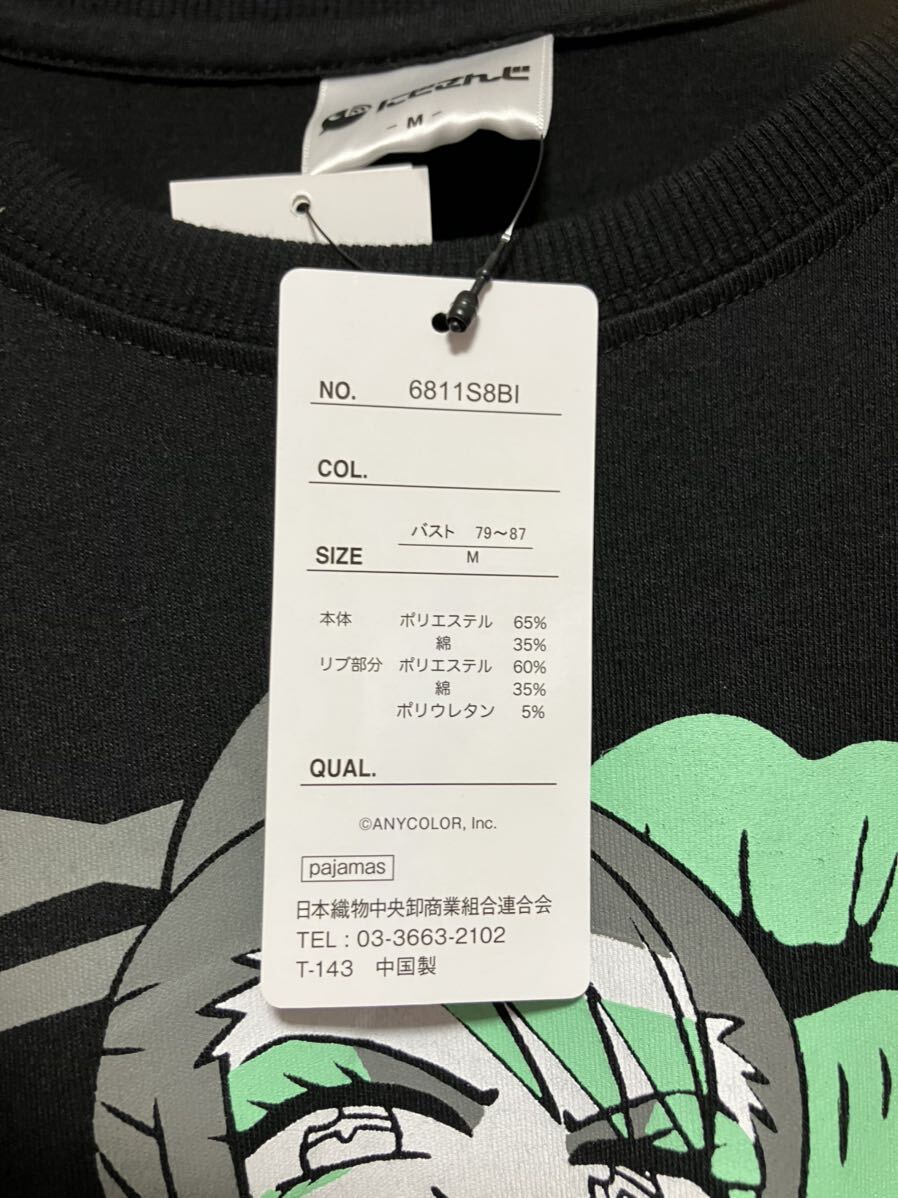 にじさんじ
- M -
NO. 6811S8BI
COL.
バスト 79〜87
SIZE M
本体 ポリエステル 65%
綿 35%
リブ部分 ポリエステル 60%
綿 35%
ポリウレタン 5%
QUAL.
©ANYCOLOR, Inc.
pajamas
日本織物中央卸商業組合連合会
TEL : 03-3663-2102
T-143 中国製